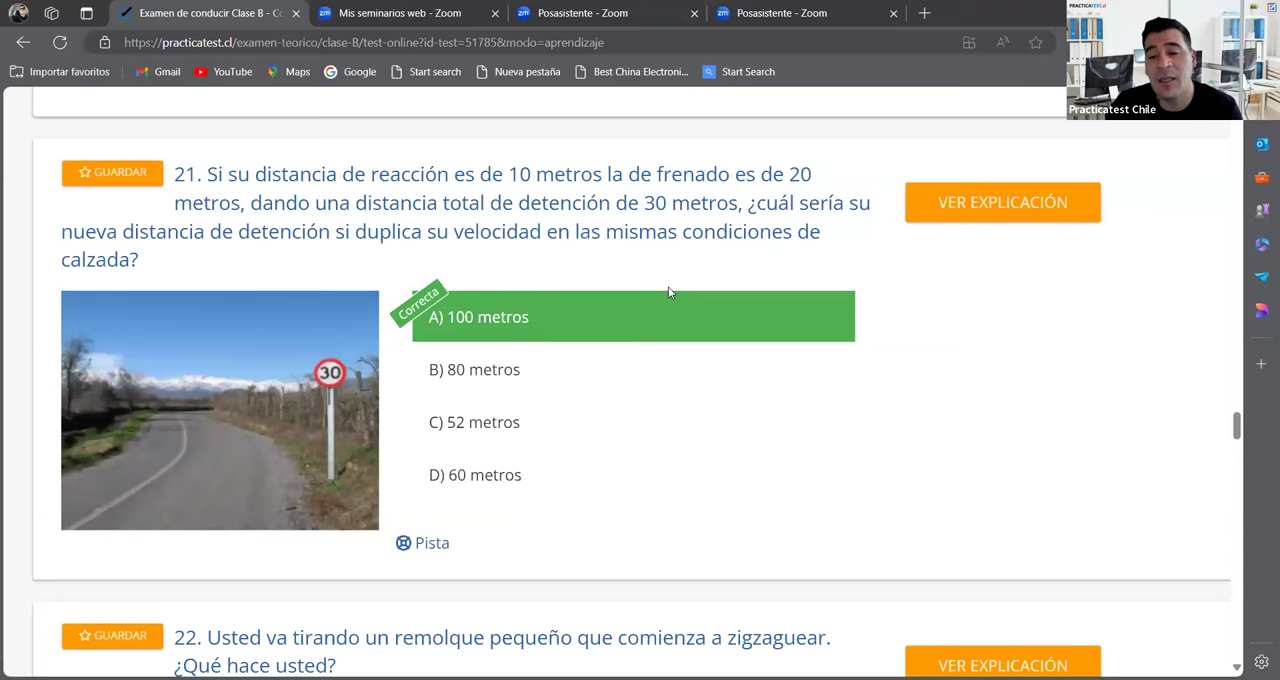 Examen de conducir Clase B - Co
Mis seminarios web - Zoom
Posasistente - Zoom
Posasistente - Zoom
https://practicatest.cl/examen-teorico/clase-B/test-online?id-test=51785&modo=aprendizaje
Importar favoritos
Gmail
YouTube
Maps
Google
Start search
Nueva pestaña
Best China Electroni...
Start Search
PRACTICATEST.cl
Practicatest Chile
GUARDAR
21. Si su distancia de reacción es de 10 metros la de frenado es de 20
metros, dando una distancia total de detención de 30 metros, ¿cuál sería su
nueva distancia de detención si duplica su velocidad en las mismas condiciones de
calzada?
VER EXPLICACIÓN
30
Correcta
A) 100 metros
B) 80 metros
C) 52 metros
D) 60 metros
Pista
GUARDAR
22. Usted va tirando un remolque pequeño que comienza a zigzaguear.
¿Qué hace usted?
VER EXPLICACIÓN